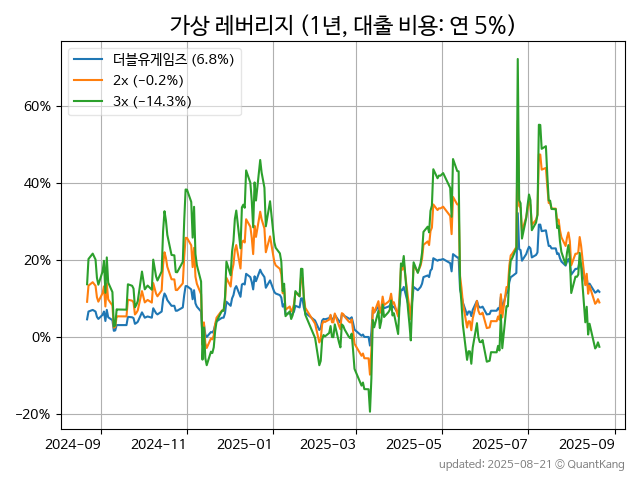 가상 레버리지 (1년, 대출 비용: 연 5%)
더블유게임즈 (6.8%)
2x (-0.2%)
3x (-14.3%)
60%
40%
20%
0%
-20%
2024-09 2024-11 2025-01 2025-03 2025-05 2025-07 2025-09
updated: 2025-08-21 © QuantKang